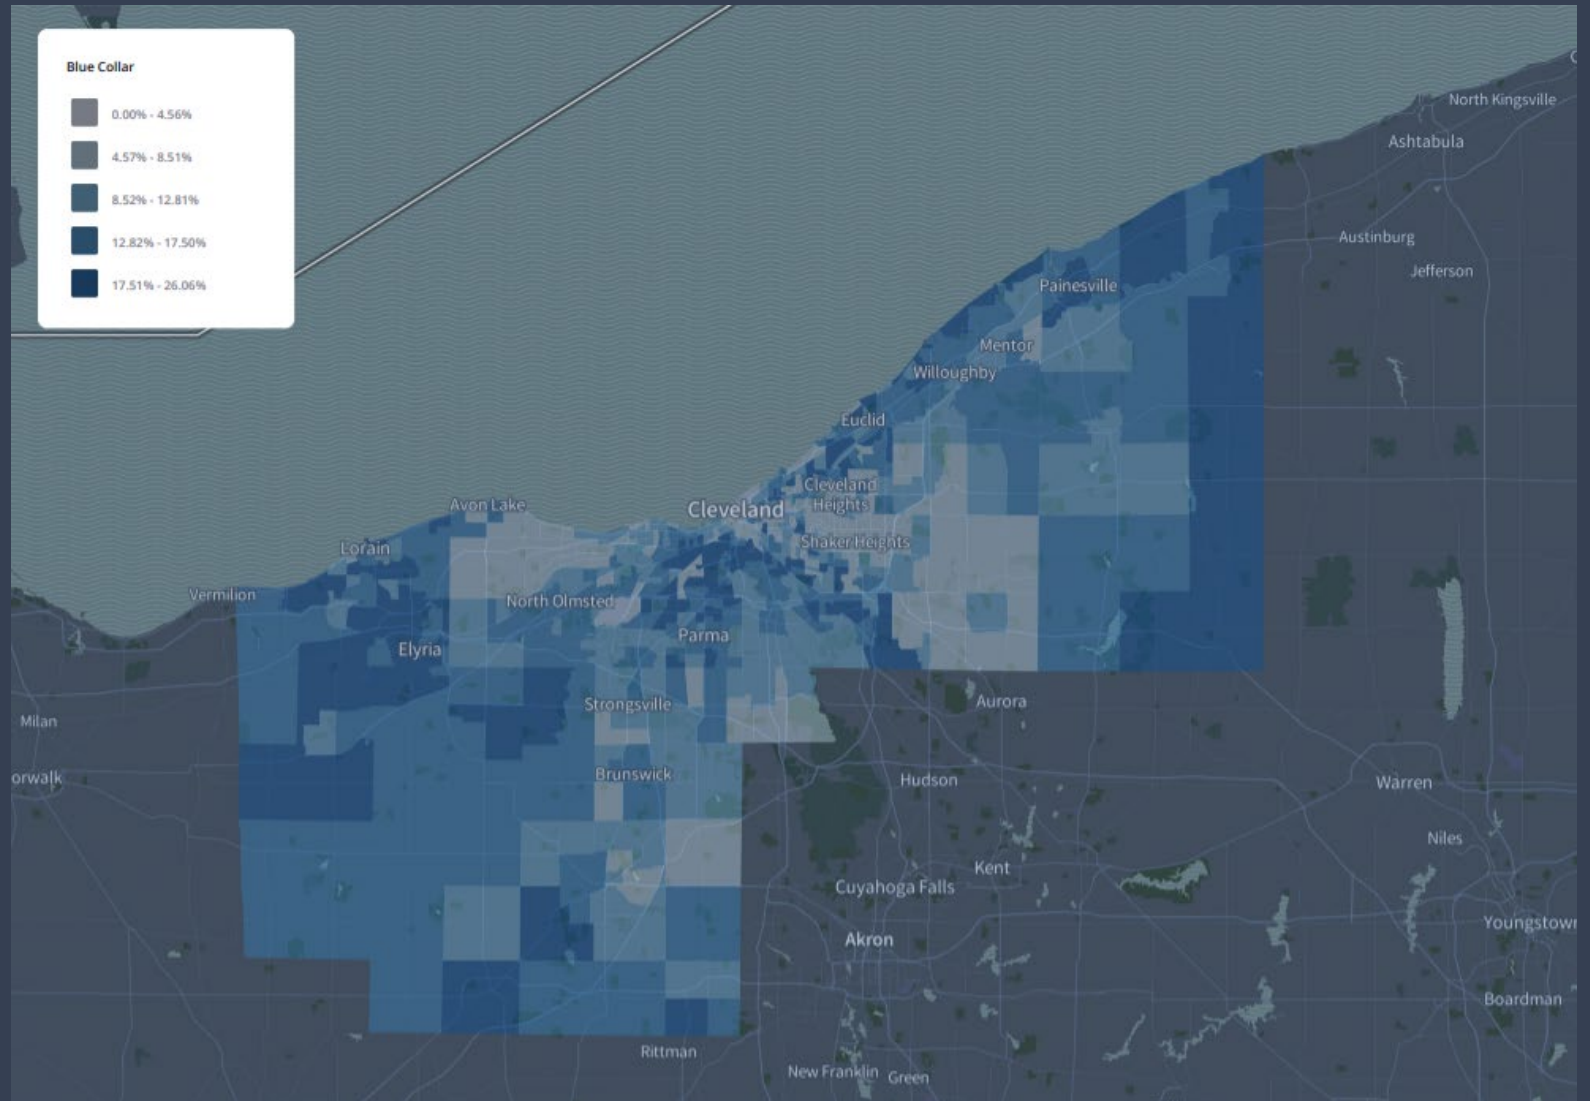 Blue Collar
0.00% - 4.56%
4.57% - 8.51%
8.52% - 12.81%
12.82% - 17.50%
17.51% - 26.06%
North Kingsville
Ashtabula
Austinburg
Jefferson
Painesville
Mentor
Willoughby
Euclid
Cleveland
Heights
Avon Lake
Cleveland
Shaker Heights
Lorain
Vermilion
North Olmsted
Parma
Elyria
Strongsville
Aurora
Milan
orwalk
Brunswick
Hudson
Warren
Niles
Kent
Cuyahoga Falls
Youngstow
Akron
Boardman
Rittman
New Franklin
Green